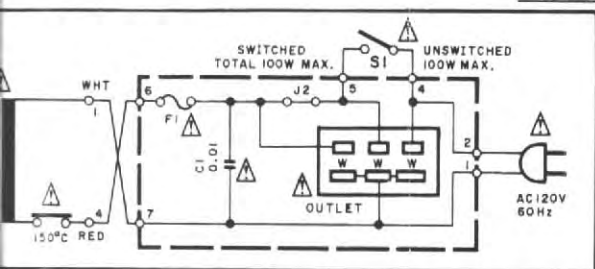 SWITCHED
TOTAL 100W MAX.
S1
UNSWITCHED
100W MAX.
WHT
1
6
F1
J2
5
4
C1
0.01
W W W
OUTLET
2
1
AC120V
60Hz
150°C
RED
4
7